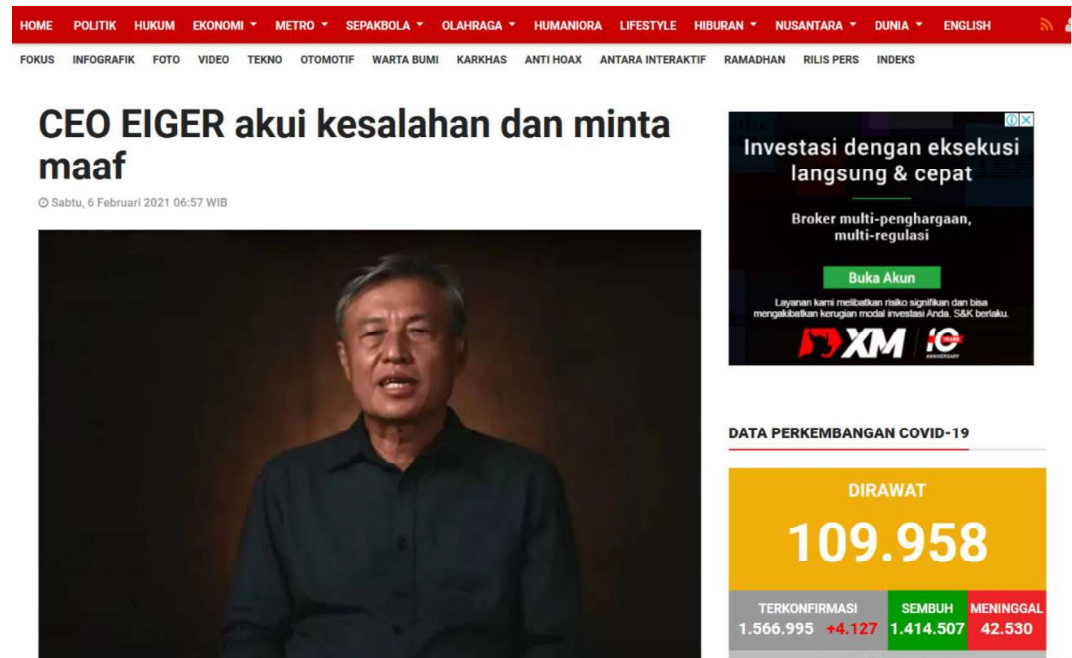 HOME POLITIK HUKUM EKONOMI METRO SEPAKBOLA OLAHRAGA HUMANIORA LIFESTYLE HIBURAN NUSANTARA DUNIA ENGLISH
FOKUS INFOGRAFIK FOTO VIDEO TEKNO OTOMOTIF WARTA BUMI KARKHAS ANTI HOAX ANTARA INTERAKTIF RAMADHAN RILIS PERS INDEKS
CEO EIGER akui kesalahan dan minta
maaf
Sabtu, 6 Februari 2021 06:57 WIB
Investasi dengan eksekusi
langsung & cepat
Broker multi-penghargaan,
multi-regulasi
Buka Akun
Layanan kami melibatkan risiko signifikan dan bisa
mengakibatkan kerugian modal investasi Anda. S&K berlaku.
XM 10
YEARS
ANNIVERSARY
DATA PERKEMBANGAN COVID-19
DIRAWAT
109.958
TERKONFIRMASI SEMBUH MENINGGAL
1.566.995 +4.127 1.414.507 42.530